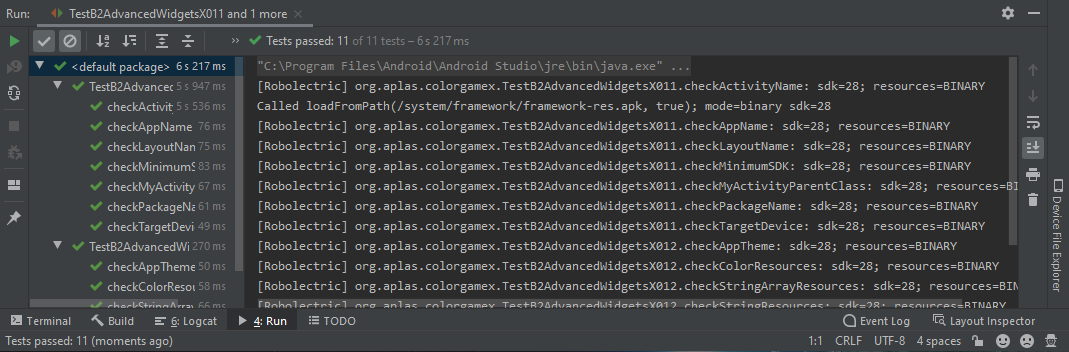 Run: TestB2AdvancedWidgetsX011 and 1 more ×
>> Tests passed: 11 of 11 tests – 6 s 217 ms
<default package> 6 s 217 ms
TestB2Advanced 5 s 947 ms
checkActivity 5 s 536 ms
checkAppName 76 ms
checkLayoutNam 75 ms
checkMinimumS 83 ms
checkMyActivity 67 ms
checkPackageNa 61 ms
checkTargetDevi 49 ms
TestB2AdvancedWi 270 ms
checkAppTheme 50 ms
checkColorResou 58 ms
checkStringArray 66 ms
"C:\Program Files\Android\Android Studio\jre\bin\java.exe" ...
[Robolectric] org.aplas.colorgamex.TestB2AdvancedWidgetsX011.checkActivityName: sdk=28; resources=BINARY
Called loadFromPath(/system/framework/framework-res.apk, true); mode=binary sdk=28
[Robolectric] org.aplas.colorgamex.TestB2AdvancedWidgetsX011.checkAppName: sdk=28; resources=BINARY
[Robolectric] org.aplas.colorgamex.TestB2AdvancedWidgetsX011.checkLayoutName: sdk=28; resources=BINARY
[Robolectric] org.aplas.colorgamex.TestB2AdvancedWidgetsX011.checkMinimumSDK: sdk=28; resources=BINARY
[Robolectric] org.aplas.colorgamex.TestB2AdvancedWidgetsX011.checkMyActivityParentClass: sdk=28; resources=BI
[Robolectric] org.aplas.colorgamex.TestB2AdvancedWidgetsX011.checkPackageName: sdk=28; resources=BINARY
[Robolectric] org.aplas.colorgamex.TestB2AdvancedWidgetsX011.checkTargetDevice: sdk=28; resources=BINARY
[Robolectric] org.aplas.colorgamex.TestB2AdvancedWidgetsX012.checkAppTheme: sdk=28; resources=BINARY
[Robolectric] org.aplas.colorgamex.TestB2AdvancedWidgetsX012.checkColorResources: sdk=28; resources=BINARY
[Robolectric] org.aplas.colorgamex.TestB2AdvancedWidgetsX012.checkStringArrayResources: sdk=28; resources=BIN
[Robolectric] org.aplas.colorgamex.TestB2AdvancedWidgetsX012.checkStringResources: sdk=28; resources=BINARY
Device File Explorer
Terminal Build 6: Logcat 4: Run TODO Event Log Layout Inspector
Tests passed: 11 (moments ago) 1:1 CRLF UTF-8 4 spaces